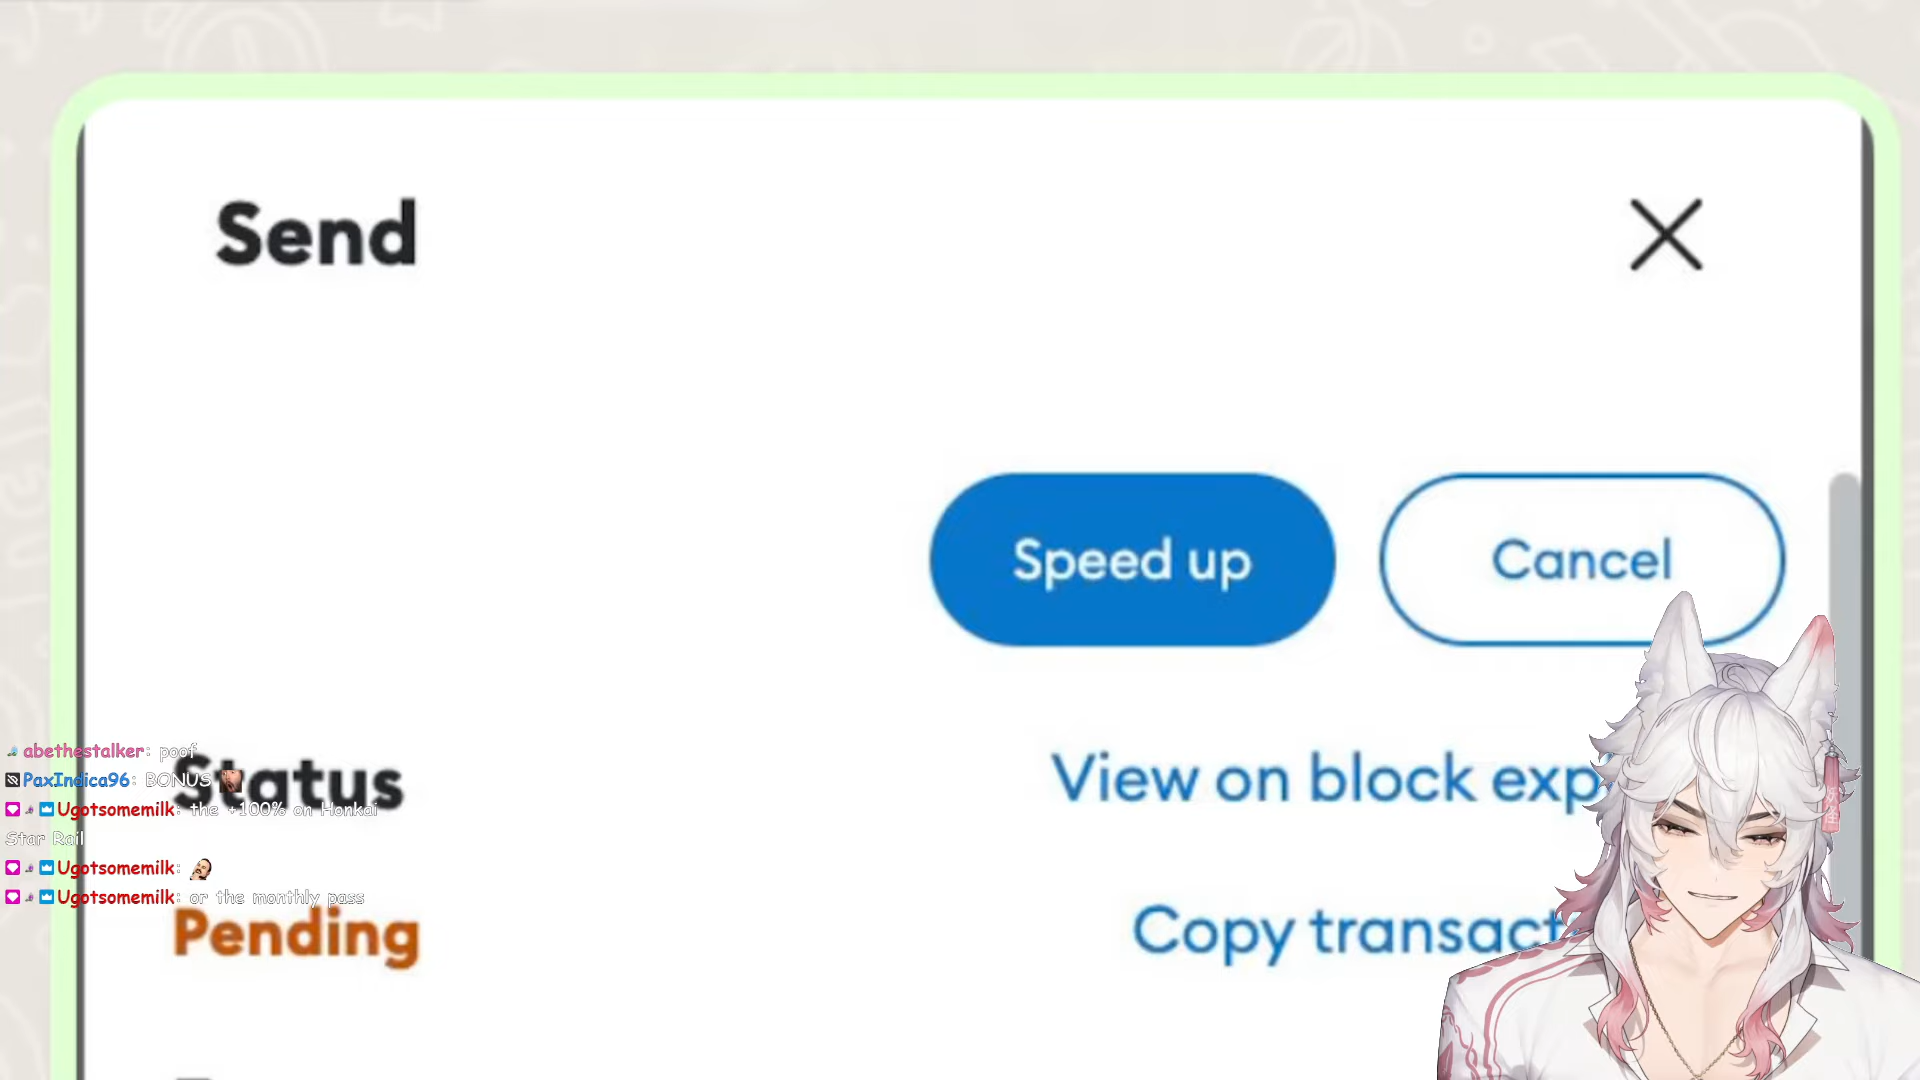 Send
Speed up
Cancel
Status
View on block exp
Pending
Copy transact
abethestalker: poof
PaxIndica96: BONUS
Ugotsomemilk: the +100% on Honkai
Star Rail
Ugotsomemilk:
Ugotsomemilk: or the monthly pass